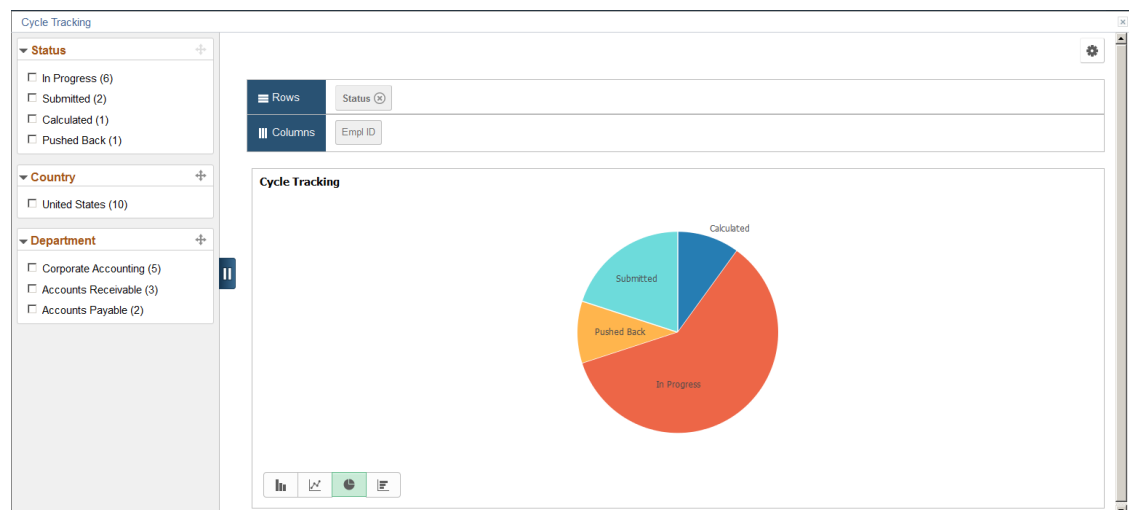 Cycle Tracking
Status
In Progress (6)
Submitted (2)
Calculated (1)
Pushed Back (1)
Country
United States (10)
Department
Corporate Accounting (5)
Accounts Receivable (3)
Accounts Payable (2)
Rows
Status
Columns
Empl ID
Cycle Tracking
Calculated
Submitted
Pushed Back
In Progress